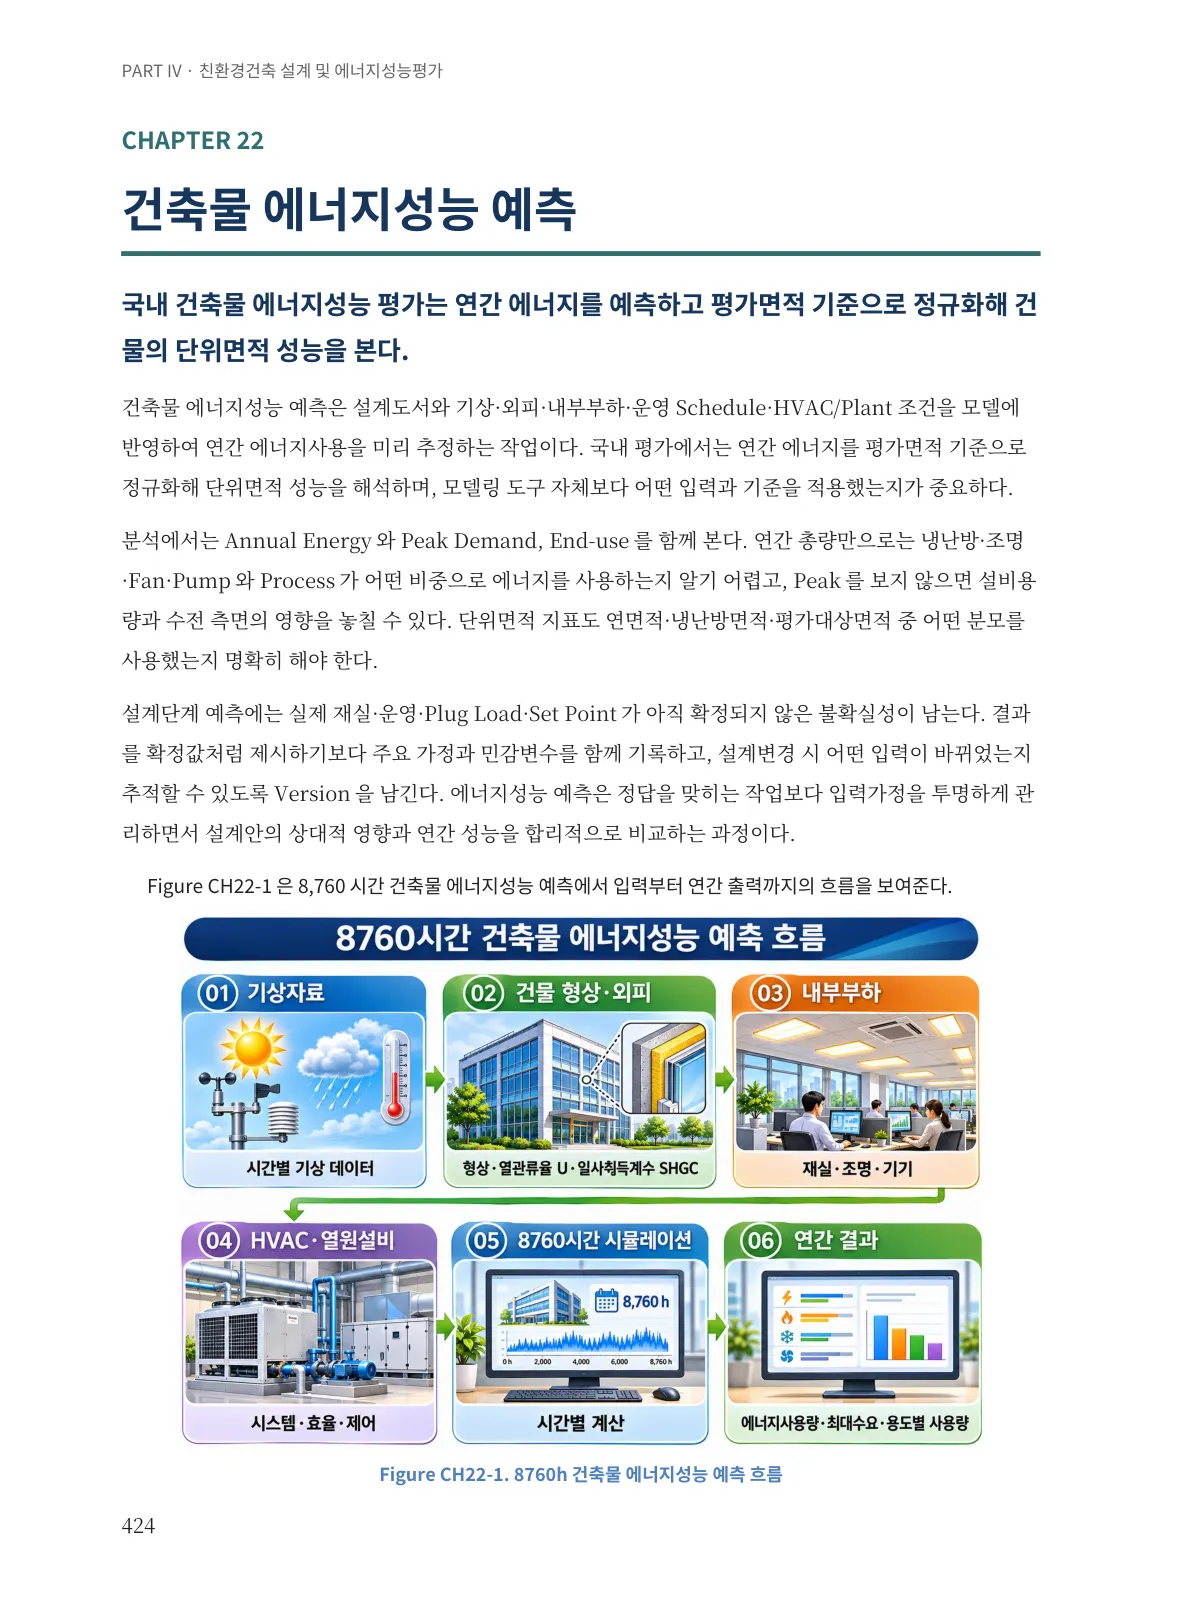 PART IV · 친환경건축 설계 및 에너지성능평가
CHAPTER 22
건축물 에너지성능 예측
국내 건축물 에너지성능 평가는 연간 에너지를 예측하고 평가면적 기준으로 정규화해 건
물의 단위면적 성능을 본다.
건축물 에너지성능 예측은 설계도서와 기상·외피·내부부하·운영 Schedule·HVAC/Plant 조건을 모델에
반영하여 연간 에너지사용을 미리 추정하는 작업이다. 국내 평가에서는 연간 에너지를 평가면적 기준으로
정규화해 단위면적 성능을 해석하며, 모델링 도구 자체보다 어떤 입력과 기준을 적용했는지가 중요하다.
분석에서는 Annual Energy 와 Peak Demand, End-use 를 함께 본다. 연간 총량만으로는 냉난방·조명
·Fan·Pump 와 Process 가 어떤 비중으로 에너지를 사용하는지 알기 어렵고, Peak 를 보지 않으면 설비용
량과 수전 측면의 영향을 놓칠 수 있다. 단위면적 지표도 연면적·냉난방면적·평가대상면적 중 어떤 분모를
사용했는지 명확히 해야 한다.
설계단계 예측에는 실제 재실·운영·Plug Load·Set Point 가 아직 확정되지 않은 불확실성이 남는다. 결과
를 확정값처럼 제시하기보다 주요 가정과 민감변수를 함께 기록하고, 설계변경 시 어떤 입력이 바뀌었는지
추적할 수 있도록 Version 을 남긴다. 에너지성능 예측은 정답을 맞히는 작업보다 입력가정을 투명하게 관
리하면서 설계안의 상대적 영향과 연간 성능을 합리적으로 비교하는 과정이다.
Figure CH22-1 은 8,760 시간 건축물 에너지성능 예측에서 입력부터 연간 출력까지의 흐름을 보여준다.
8760시간 건축물 에너지성능 예측 흐름
01 기상자료
시간별 기상 데이터
02 건물 형상·외피
형상·열관류율 U·일사취득계수 SHGC
03 내부부하
재실·조명·기기
04 HVAC·열원설비
시스템·효율·제어
05 8760시간 시뮬레이션
8,760 h
0 h 2,000 4,000 6,000 8,760 h
시간별 계산
06 연간 결과
에너지사용량·최대수요·용도별 사용량
Figure CH22-1. 8760h 건축물 에너지성능 예측 흐름
424